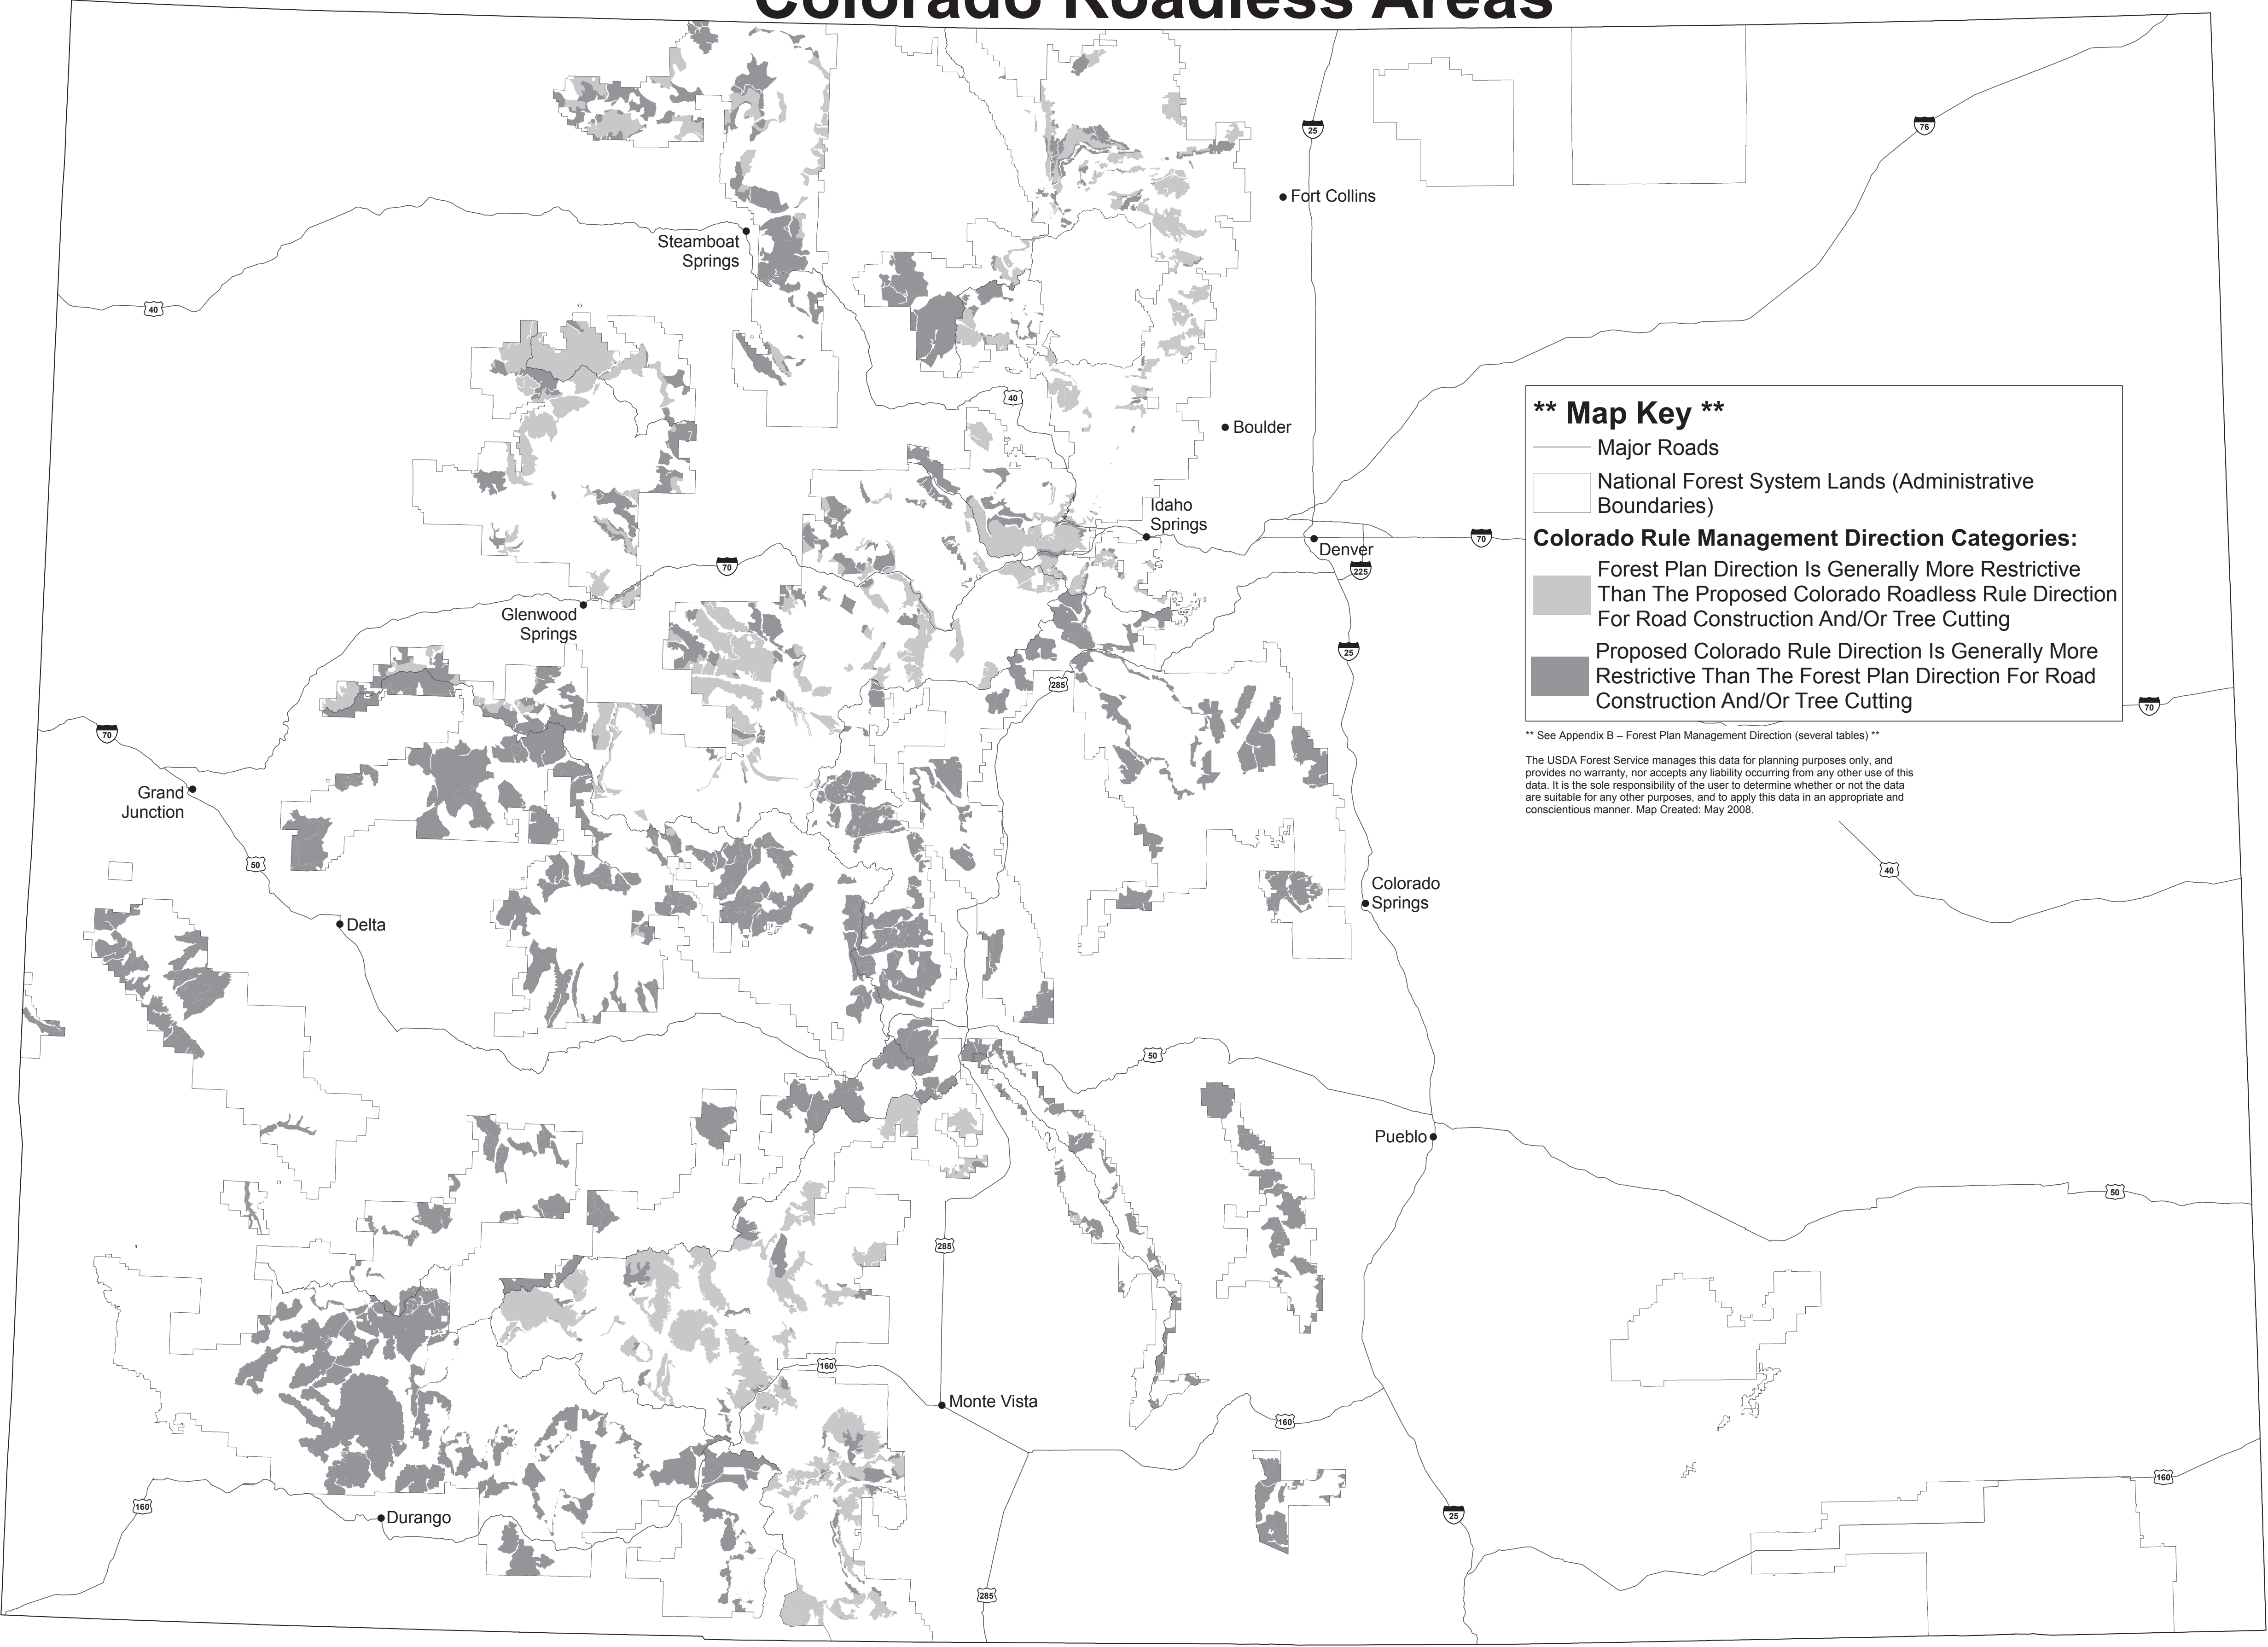 Colorado Roadless Areas
25
76
Fort Collins
Steamboat
Springs
40
40
Boulder
** Map Key **
Major Roads
National Forest System Lands (Administrative
Boundaries)
Colorado Rule Management Direction Categories:
Forest Plan Direction Is Generally More Restrictive
Than The Proposed Colorado Roadless Rule Direction
For Road Construction And/Or Tree Cutting
Proposed Colorado Rule Direction Is Generally More
Restrictive Than The Forest Plan Direction For Road
Construction And/Or Tree Cutting
** See Appendix B – Forest Plan Management Direction (several tables) **
The USDA Forest Service manages this data for planning purposes only, and
provides no warranty, nor accepts any liability occurring from any other use of this
data. It is the sole responsibility of the user to determine whether or not the data
are suitable for any other purposes, and to apply this data in an appropriate and
conscientious manner. Map Created: May 2008.
Idaho
Springs
70
Denver
225
70
Glenwood
Springs
25
285
70
70
Grand
Junction
50
40
Colorado
Springs
Delta
50
Pueblo
50
285
160
Monte Vista
160
160
160
Durango
25
285